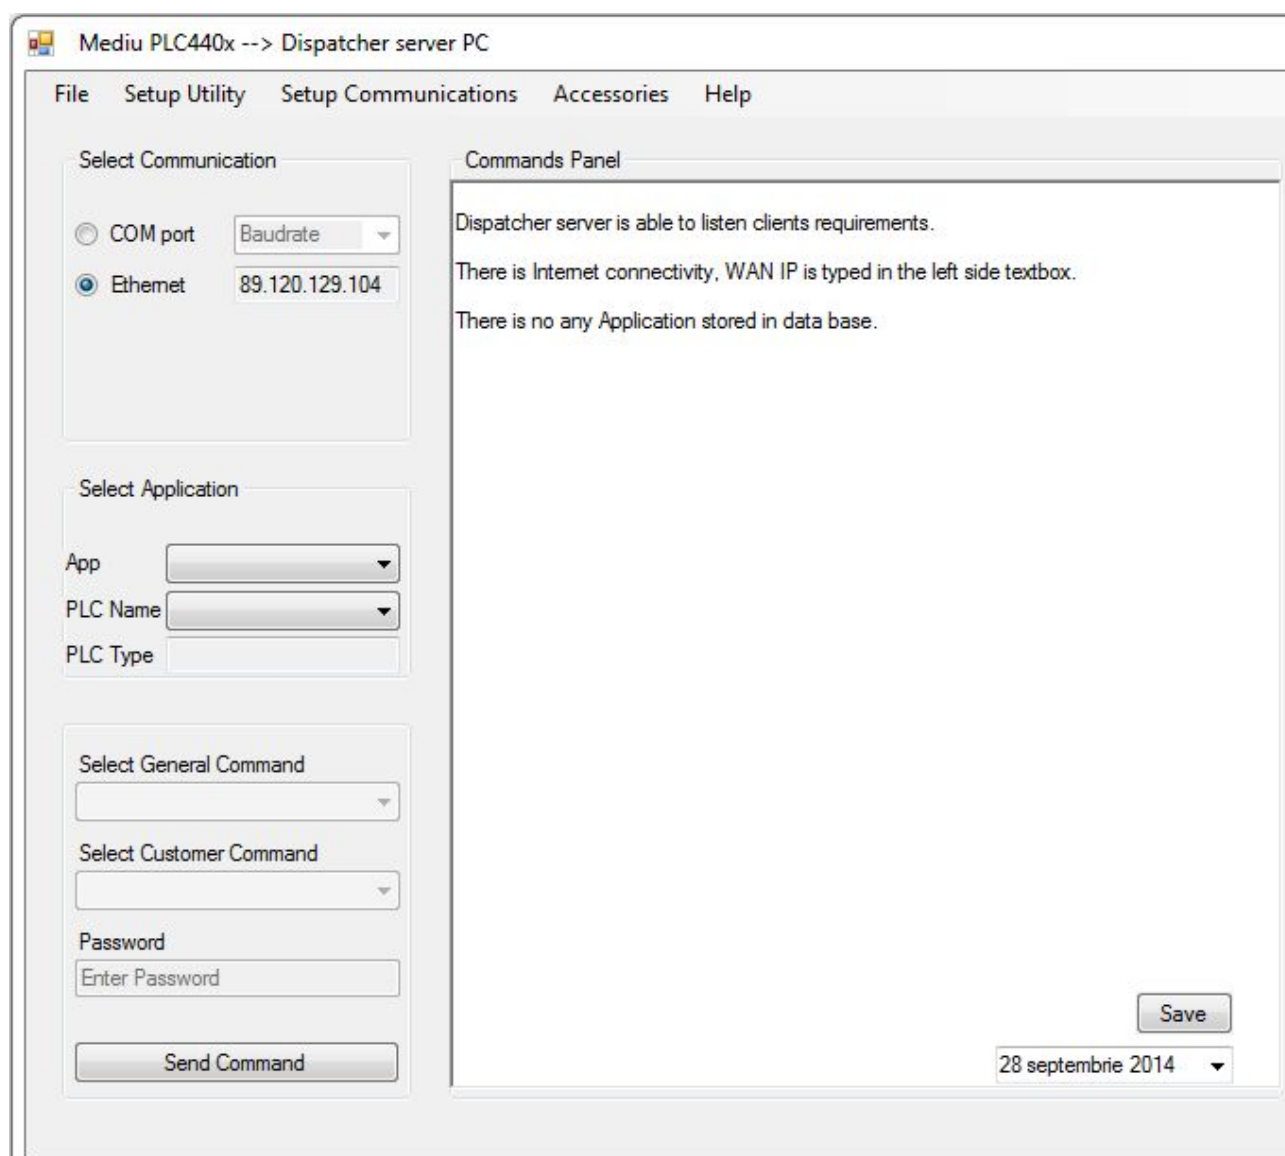 Mediu PLC440x --> Dispatcher server PC
File Setup Utility Setup Communications Accessories Help
Select Communication
COM port Baudrate
Ethernet 89.120.129.104
Select Application
App
PLC Name
PLC Type
Select General Command
Select Customer Command
Password
Enter Password
Send Command
Commands Panel
Dispatcher server is able to listen clients requirements.
There is Internet connectivity, WAN IP is typed in the left side textbox.
There is no any Application stored in data base.
Save
28 septembrie 2014